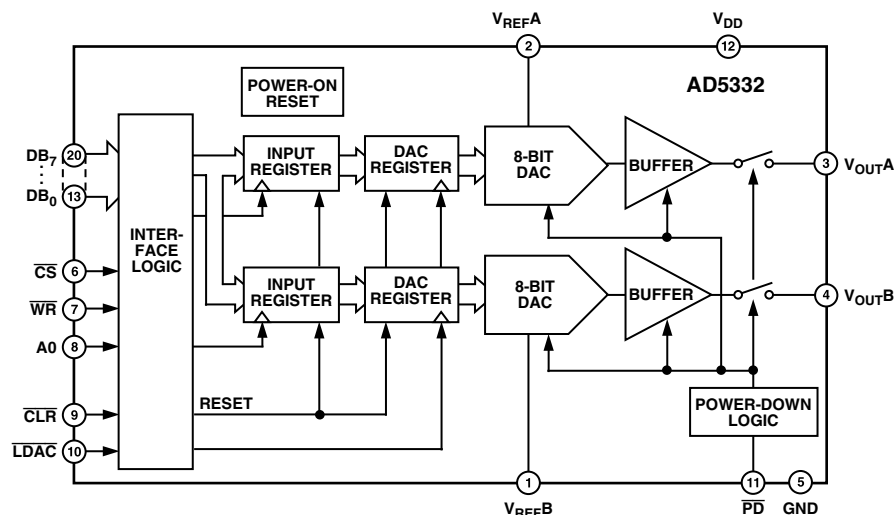 VREFA
VDD
2
12
POWER-ON
RESET
AD5332
DB7
20
DB0
13
INTER-
FACE
LOGIC
INPUT
REGISTER
DAC
REGISTER
8-BIT
DAC
BUFFER
3
VOUTA
CS
6
WR
7
A0
8
INPUT
REGISTER
DAC
REGISTER
8-BIT
DAC
BUFFER
4
VOUTB
CLR
9
RESET
LDAC
10
POWER-DOWN
LOGIC
1
11
5
VREFB
PD
GND